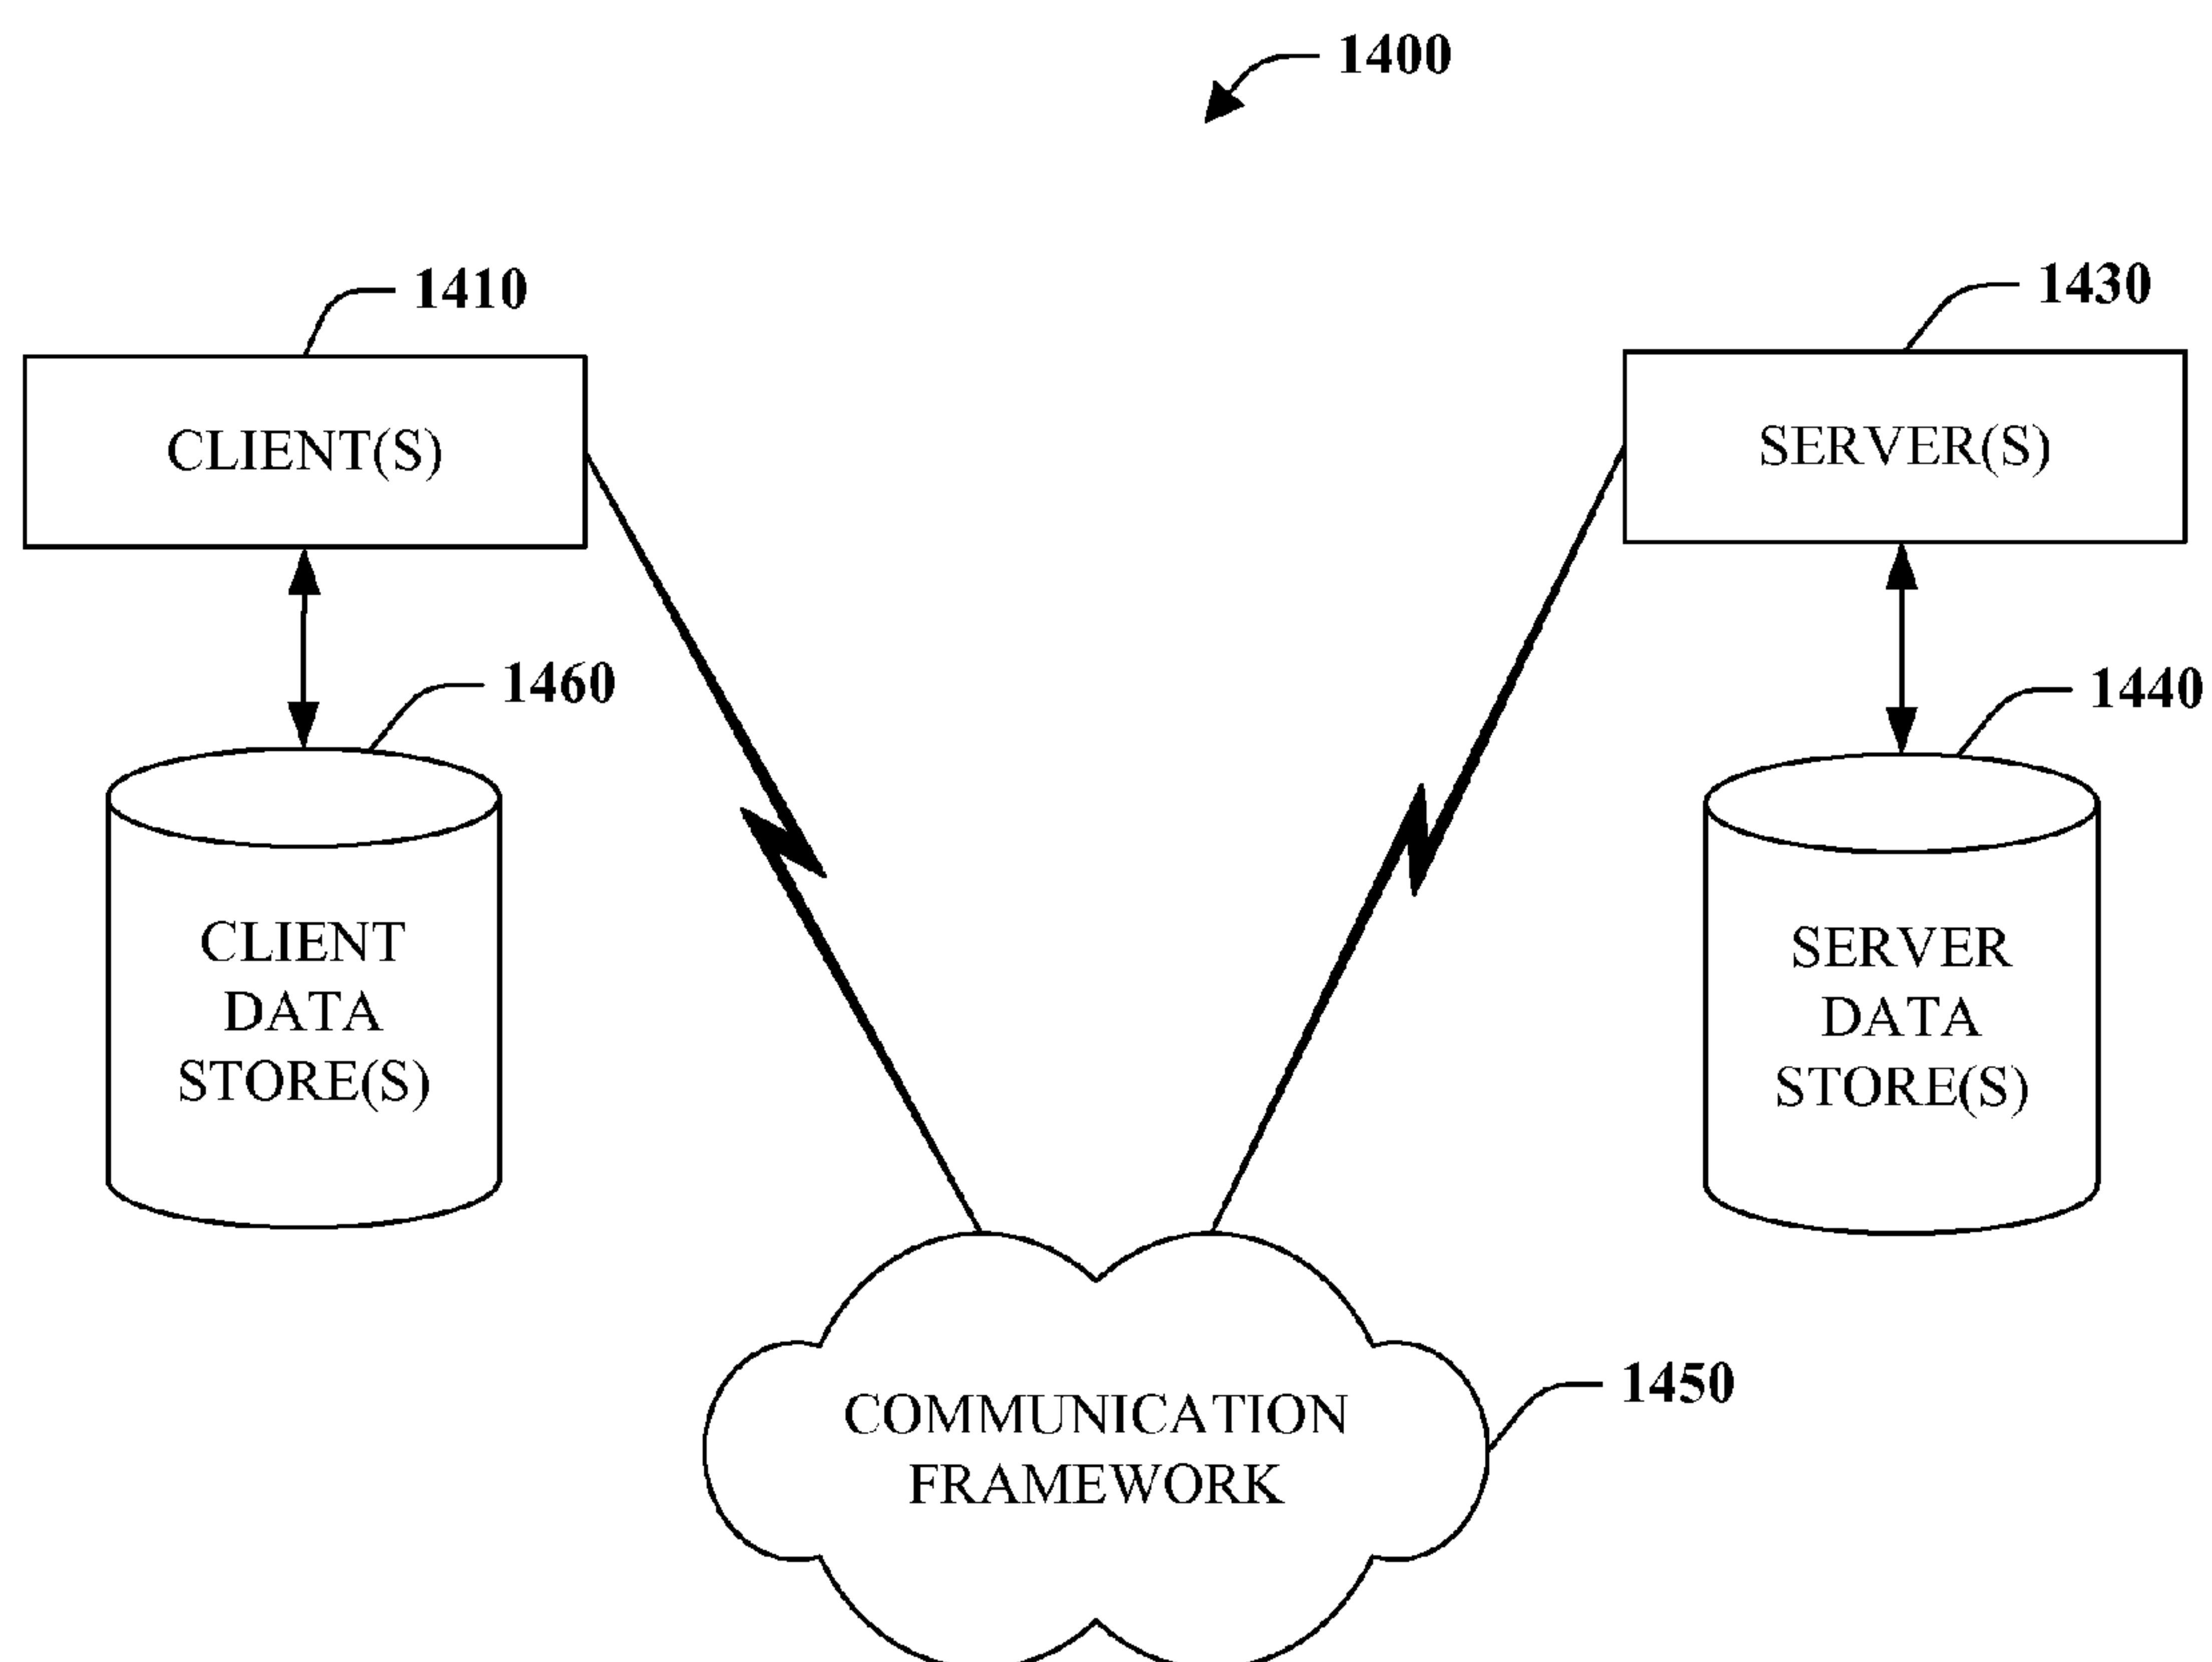 1400
1410
1430
CLIENT(S)
SERVER(S)
1460
1440
CLIENT
DATA
STORE(S)
SERVER
DATA
STORE(S)
1450
COMMUNICATION
FRAMEWORK